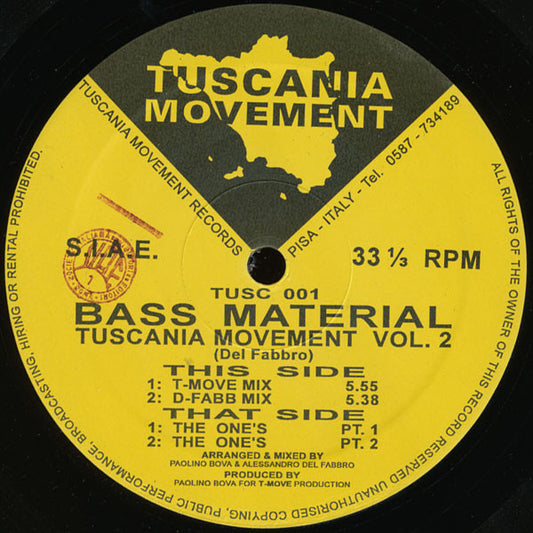 TUSCANIA
MOVEMENT
TUSCANIA MOVEMENT RECORDS
PISA - ITALY - Tel. 0587 - 734189
S.I.A.E.
33 ⅓ RPM
TUSC 001
BASS MATERIAL
TUSCANIA MOVEMENT VOL. 2
(Del Fabbro)
THIS SIDE
1: T-MOVE MIX 5.55
2: D-FABB MIX 5.38
THAT SIDE
1: THE ONE'S PT. 1
2: THE ONE'S PT. 2
ARRANGED & MIXED BY
PAOLINO BOVA & ALESSANDRO DEL FABBRO
PRODUCED BY
PAOLINO BOVA FOR T-MOVE PRODUCTION
ALL RIGHTS OF THE OWNER OF THIS RECORD RESERVED UNAUTHORISED COPYING, PUBLIC PERFORMANCE, BROADCASTING, HIRING OR RENTAL PROHIBITED.